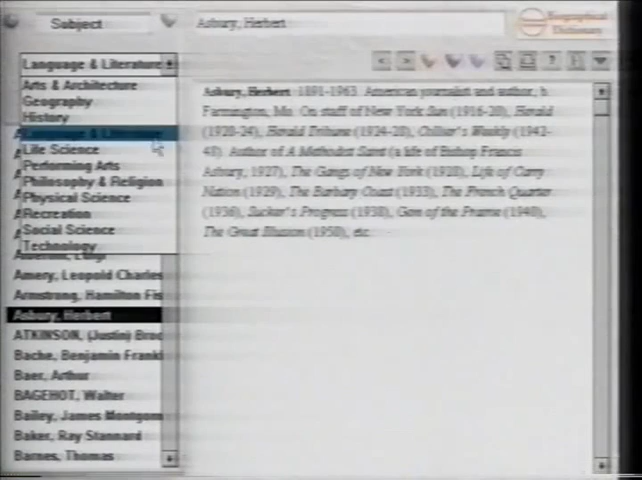 Subject
Asbury, Herbert
Biographical
Dictionary
Language & Literature
Arts & Architecture
Geography
History
Language & Literature
Life Science
Performing Arts
Philosophy & Religion
Physical Science
Recreation
Social Science
Technology
Amery, Leopold Charles
Armstrong, Hamilton Fis
Asbury, Herbert
ATKINSON, (Justin) Broo
Bache, Benjamin Frankl
Baer, Arthur
BAGEHOT, Walter
Bailey, James Montgom
Baker, Ray Stannard
Barnes, Thomas
Asbury, Herbert 1891-1963. American journalist and author, b.
Farmington, Mo. On staff of New York Sun (1916-20), Herald
(1920-24), Herald Tribune (1924-28), Collier's Weekly (1942-
48). Author of A Methodist Saint (a life of Bishop Francis
Asbury, 1927), The Gangs of New York (1928), Life of Carry
Nation (1929), The Barbary Coast (1933), The French Quarter
(1936), Sucker's Progress (1938), Gem of the Prairie (1940),
The Great Illusion (1950), etc.